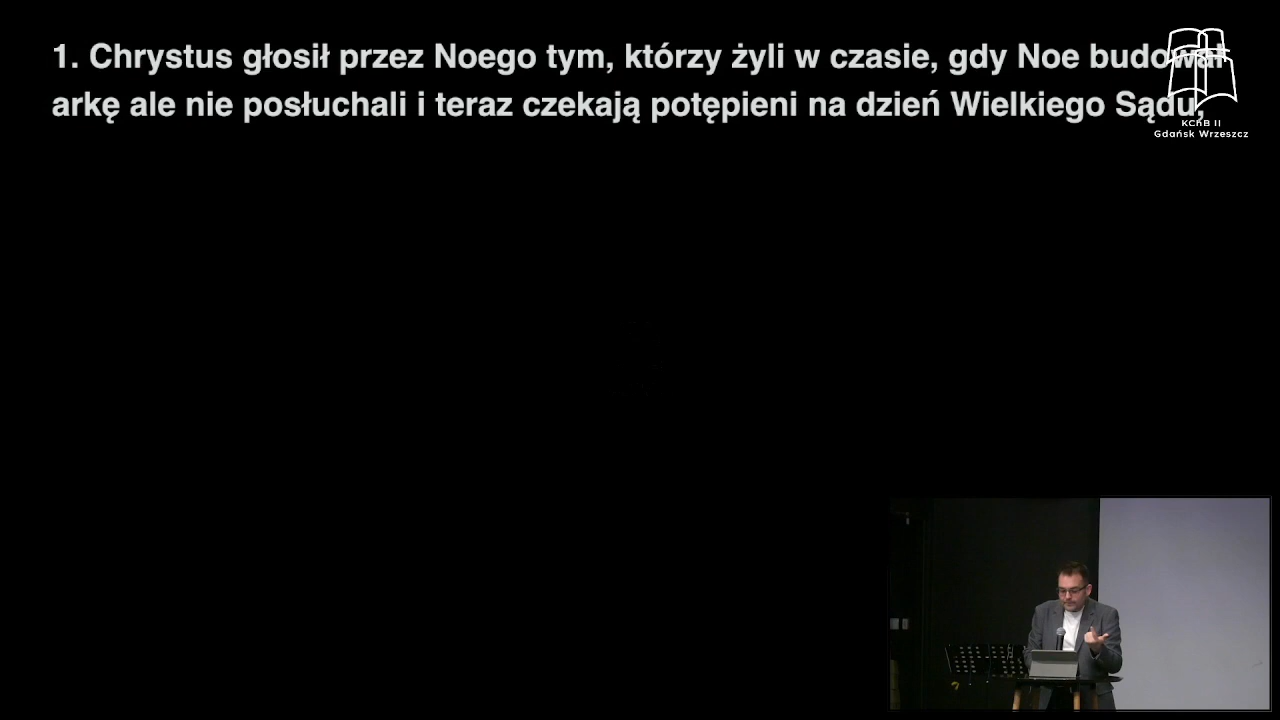 1. Chrystus głosił przez Noego tym, którzy żyli w czasie, gdy Noe budował
arkę ale nie posłuchali i teraz czekają potępieni na dzień Wielkiego Sądu,
KChB II
Gdańsk Wrzeszcz